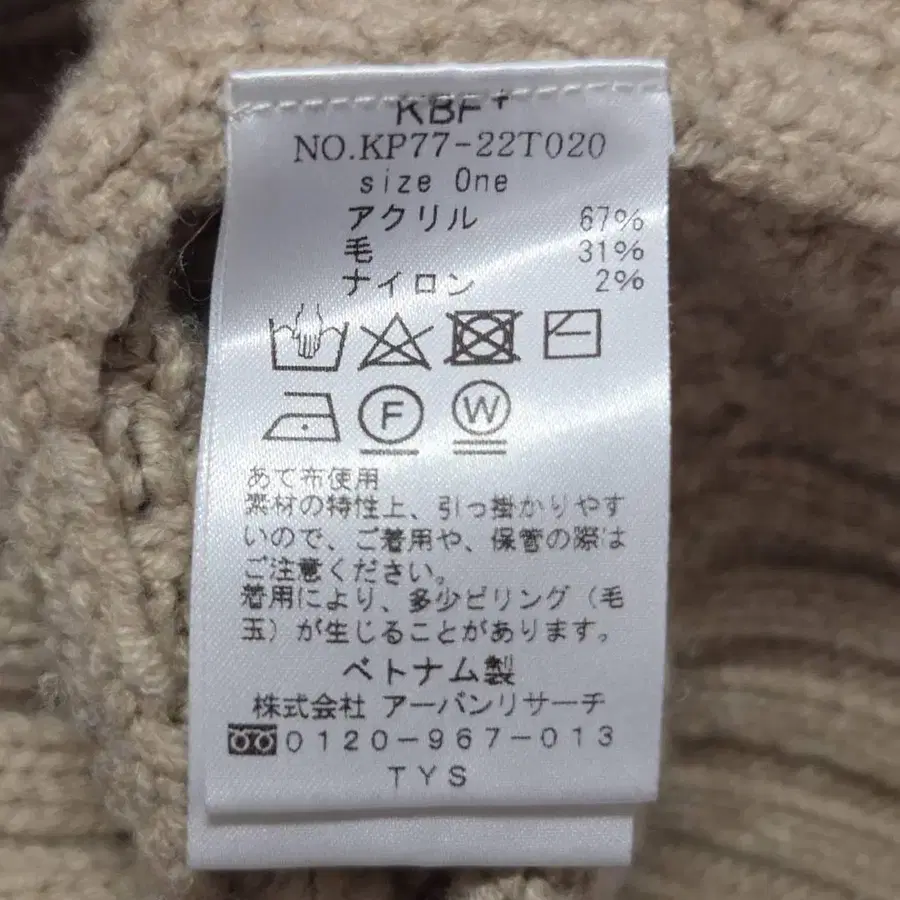 KBF+
NO.KP77-22T020
size One
アクリル 67%
毛 31%
ナイロン 2%
F W
あて布使用
素材の特性上、引っ掛かりやす
いので、ご着用や、保管の際は
ご注意ください。
着用により、多少ピリング（毛
玉）が生じることがあります。
ベトナム製
株式会社 アーバンリサーチ
0120-967-013
TYS